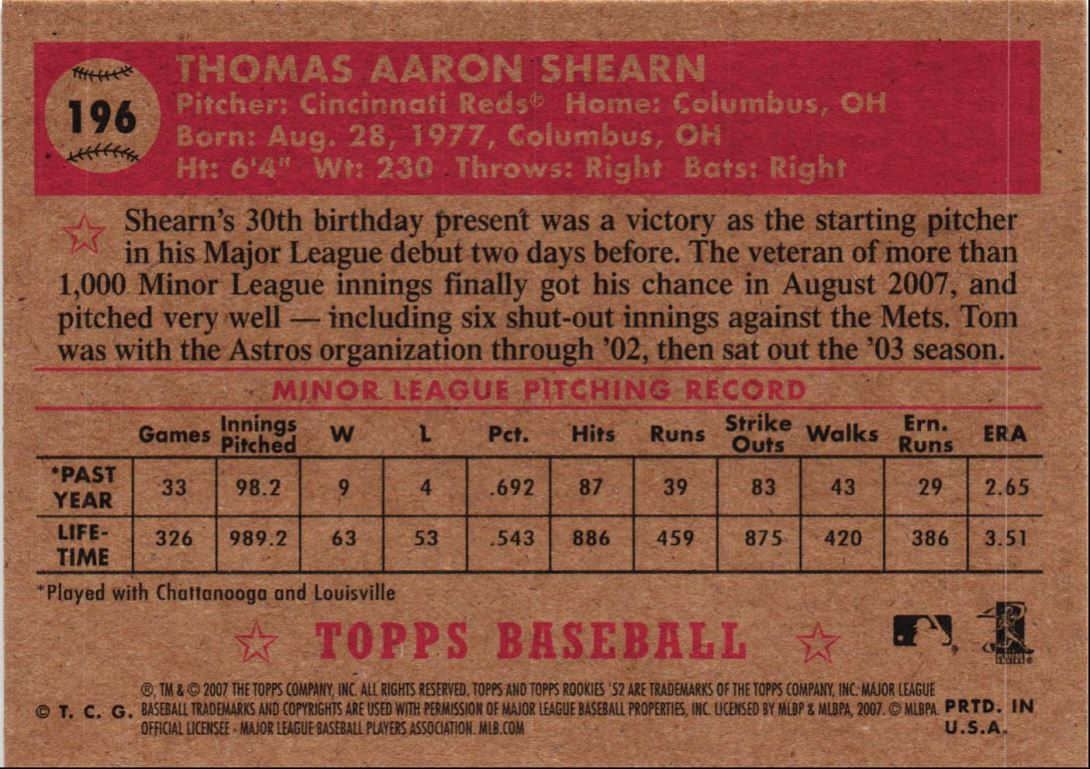 THOMAS AARON SHEARN
196
Pitcher: Cincinnati Reds® Home: Columbus, OH
Born: Aug. 28, 1977, Columbus, OH
Ht: 6'4" Wt: 230 Throws: Right Bats: Right
Shearn's 30th birthday present was a victory as the starting pitcher
in his Major League debut two days before. The veteran of more than
1,000 Minor League innings finally got his chance in August 2007, and
pitched very well — including six shut-out innings against the Mets. Tom
was with the Astros organization through '02, then sat out the '03 season.
MINOR LEAGUE PITCHING RECORD
Games Innings Pitched W L Pct. Hits Runs Strike Outs Walks Ern. Runs ERA
*PAST YEAR 33 98.2 9 4 .692 87 39 83 43 29 2.65
LIFE-TIME 326 989.2 63 53 .543 886 459 875 420 386 3.51
*Played with Chattanooga and Louisville
TOPPS BASEBALL
®, TM & © 2007 THE TOPPS COMPANY, INC. ALL RIGHTS RESERVED. TOPPS AND TOPPS ROOKIES '52 ARE TRADEMARKS OF THE TOPPS COMPANY, INC. MAJOR LEAGUE
© T. C. G. BASEBALL TRADEMARKS AND COPYRIGHTS ARE USED WITH PERMISSION OF MAJOR LEAGUE BASEBALL PROPERTIES, INC. LICENSED BY MLBP & MLBPA, 2007. © MLBPA. PRTD. IN
OFFICIAL LICENSEE - MAJOR LEAGUE BASEBALL PLAYERS ASSOCIATION. MLB.COM U.S.A.